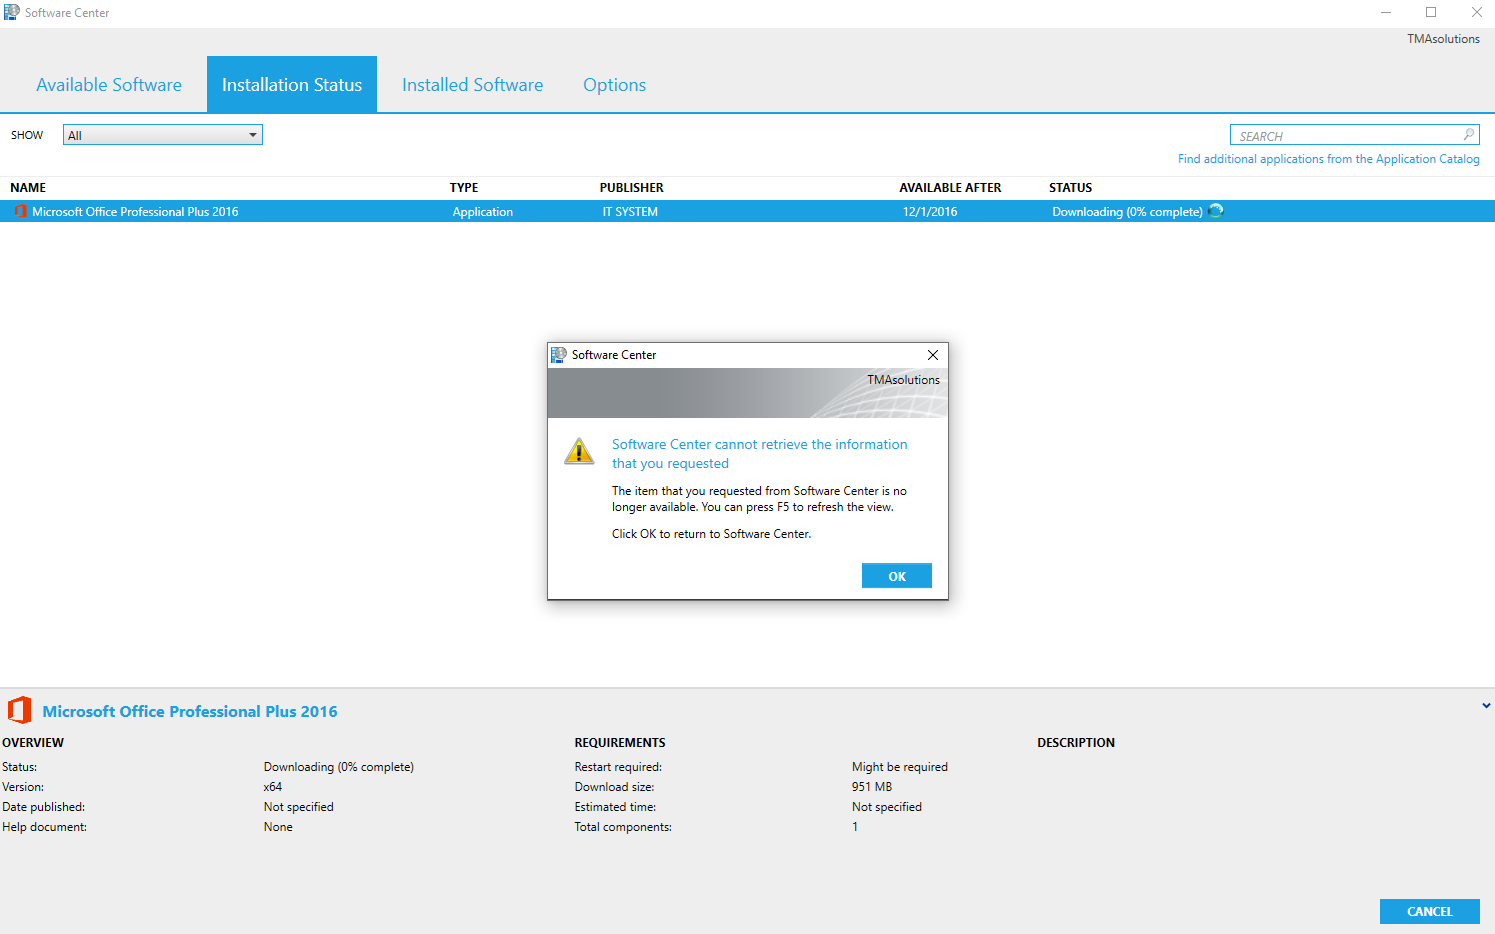 Software Center
TMAsolutions
Available Software
Installation Status
Installed Software
Options
SHOW
All
SEARCH
Find additional applications from the Application Catalog
NAME TYPE PUBLISHER AVAILABLE AFTER STATUS
Microsoft Office Professional Plus 2016 Application IT SYSTEM 12/1/2016 Downloading (0% complete)
Software Center
TMAsolutions
Software Center cannot retrieve the information
that you requested
The item that you requested from Software Center is no
longer available. You can press F5 to refresh the view.
Click OK to return to Software Center.
OK
Microsoft Office Professional Plus 2016
OVERVIEW REQUIREMENTS DESCRIPTION
Status: Downloading (0% complete) Restart required: Might be required
Version: x64 Download size: 951 MB
Date published: Not specified Estimated time: Not specified
Help document: None Total components: 1
CANCEL